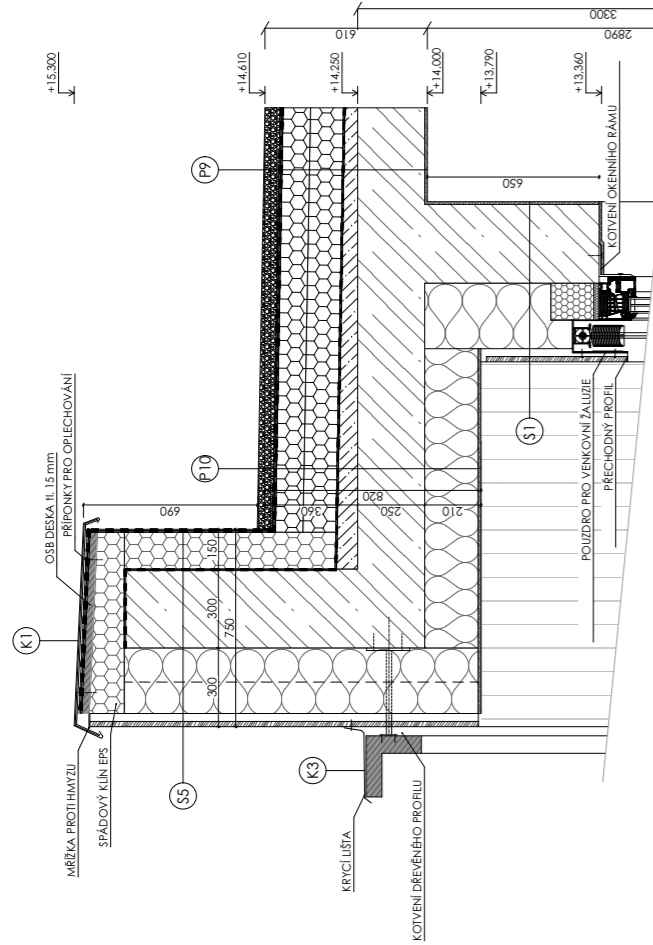 K1
OSB DESKA tl. 15 mm
PŘÍPONKY PRO OPLECHOVÁNÍ
MŘÍŽKA PROTI HMYZU
SPÁDOVÝ KLÍN EPS
S5
K3
KRYCÍ LIŠTA
KOTVENÍ DŘEVĚNÉHO PROFILU
P10
P9
S1
POUZDRO PRO VENKOVNÍ ŽALUZIE
PŘECHODNÝ PROFIL
KOTVENÍ OKENNÍHO RÁMU
+15,300
+14,610
+14,250
+14,000
+13,790
+13,360
610
3300
2890
650
690
360
820
250
210
150
300
750
300